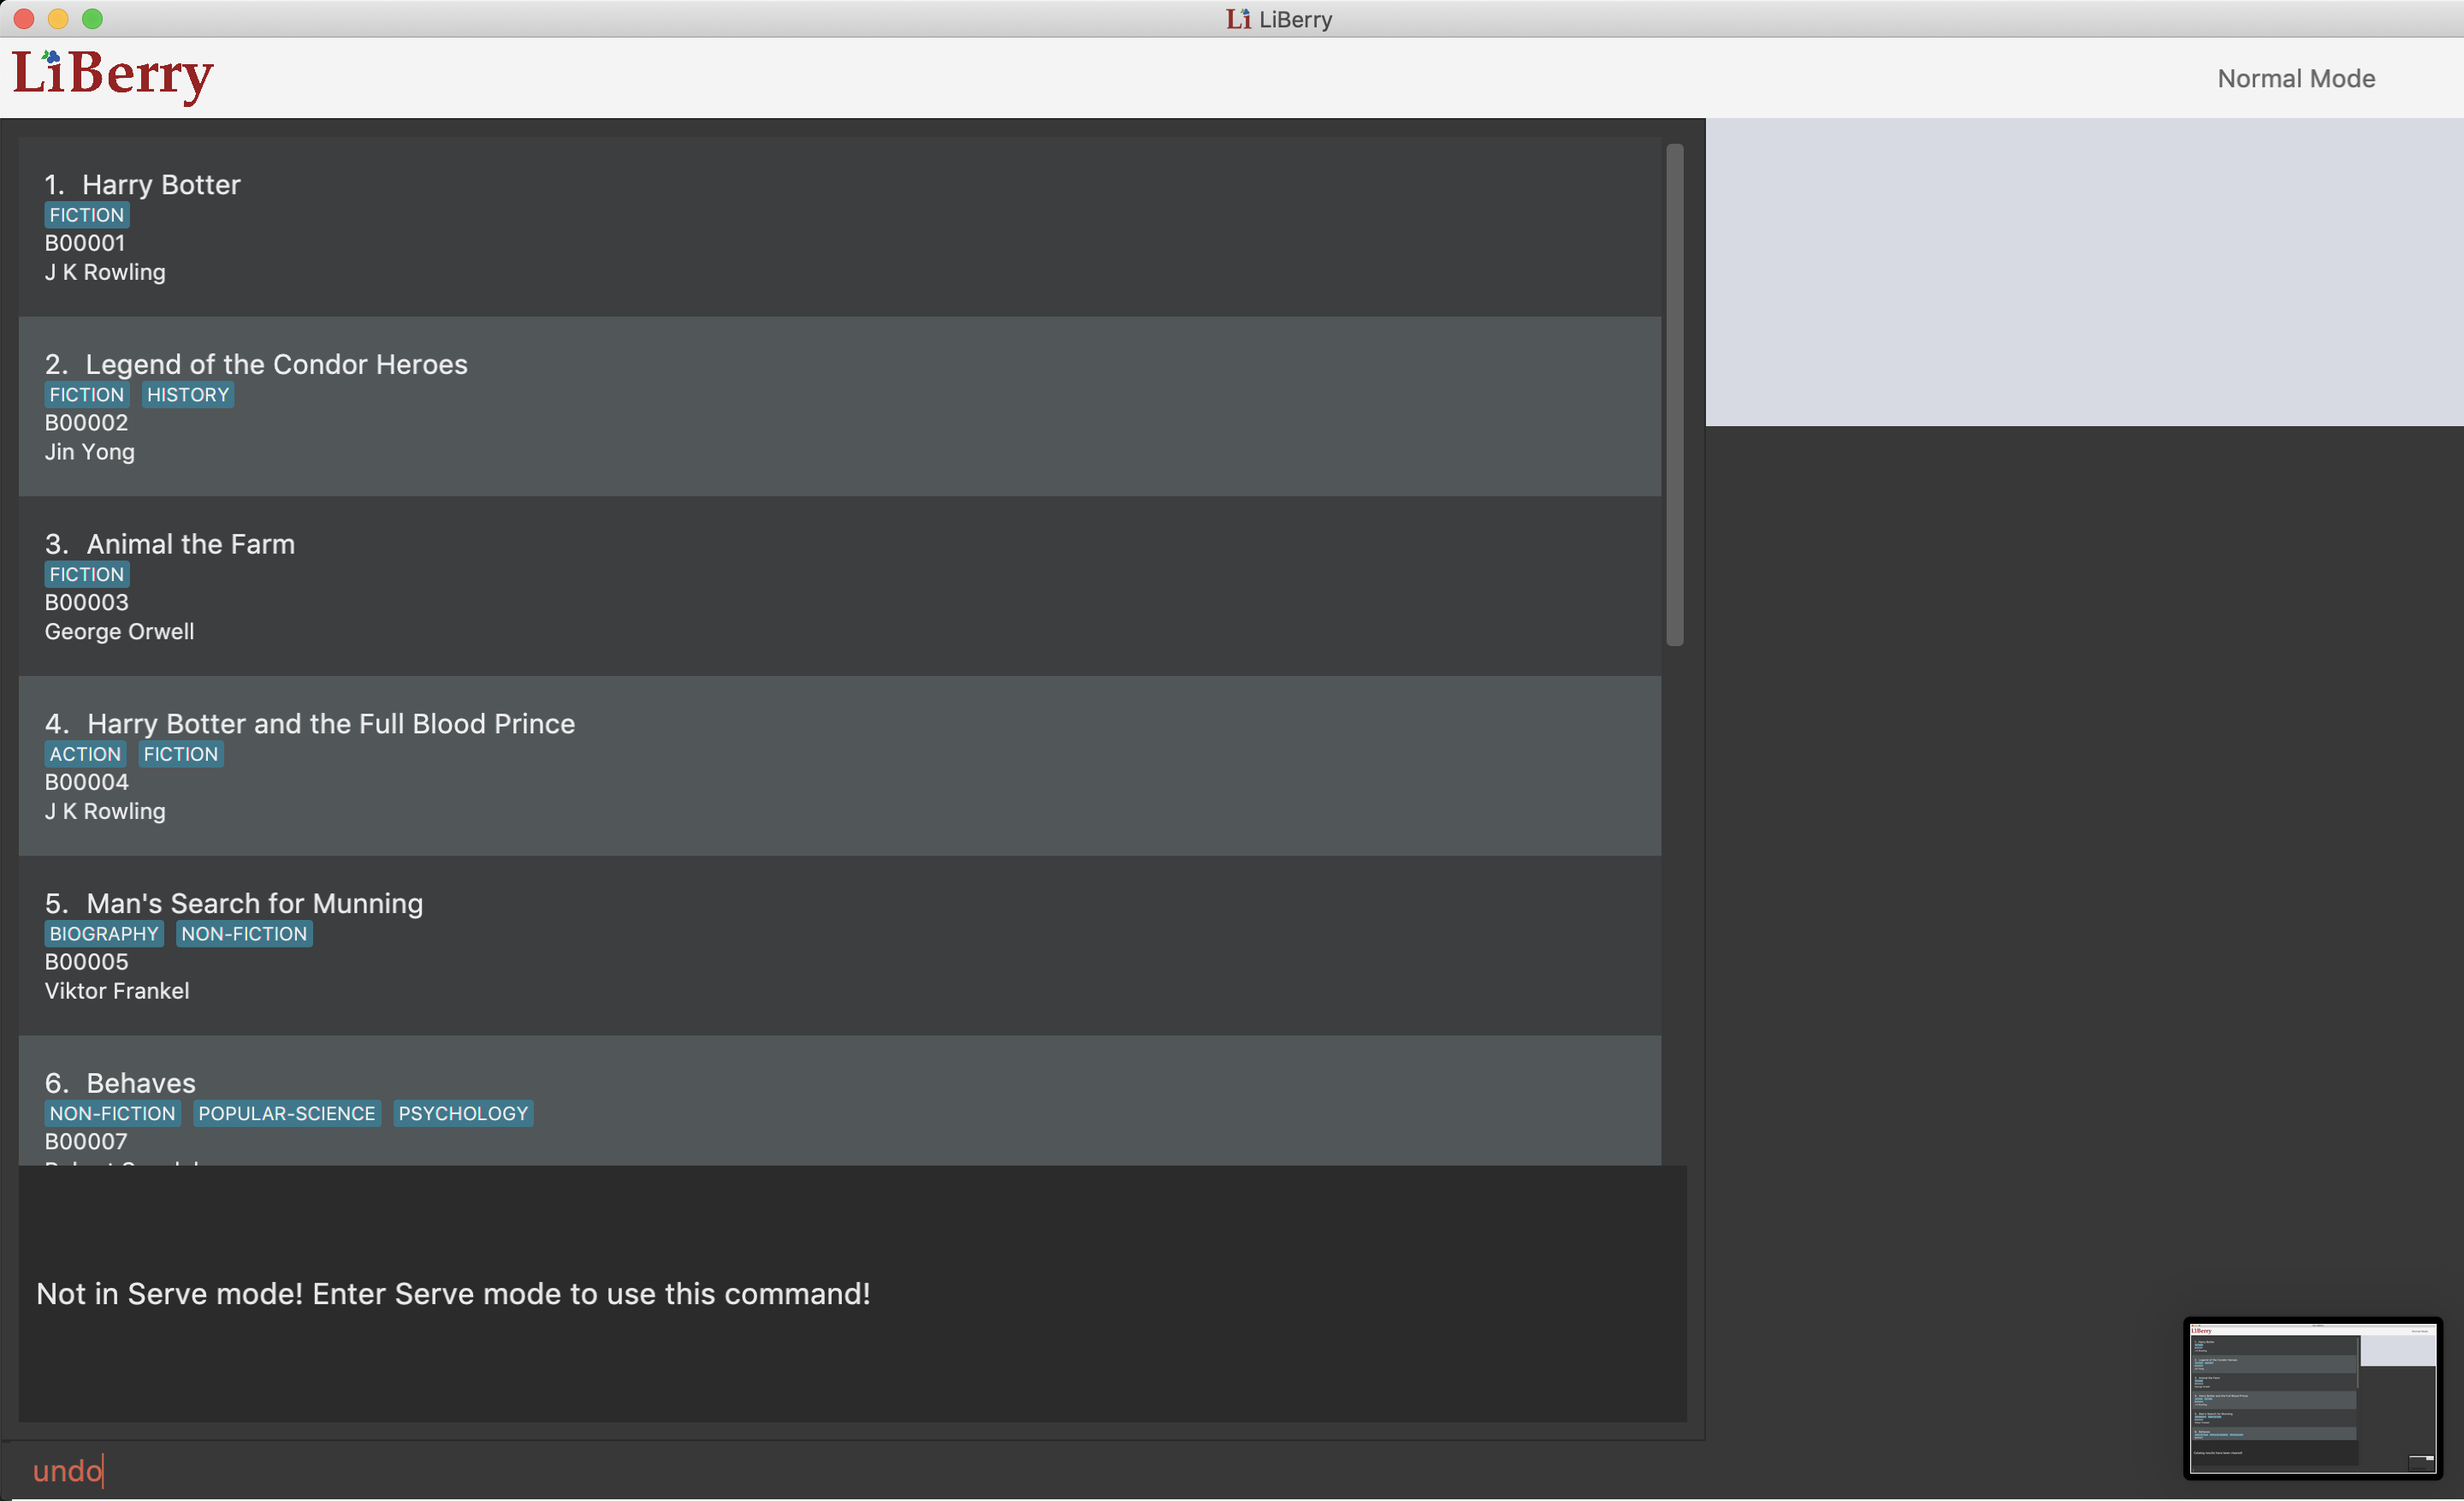 LiBerry
LiBerry
Normal Mode
1. Harry Botter
FICTION
B00001
J K Rowling
2. Legend of the Condor Heroes
FICTION HISTORY
B00002
Jin Yong
3. Animal the Farm
FICTION
B00003
George Orwell
4. Harry Botter and the Full Blood Prince
ACTION FICTION
B00004
J K Rowling
5. Man's Search for Munning
BIOGRAPHY NON-FICTION
B00005
Viktor Frankel
6. Behaves
NON-FICTION POPULAR-SCIENCE PSYCHOLOGY
B00007
Not in Serve mode! Enter Serve mode to use this command!
undo